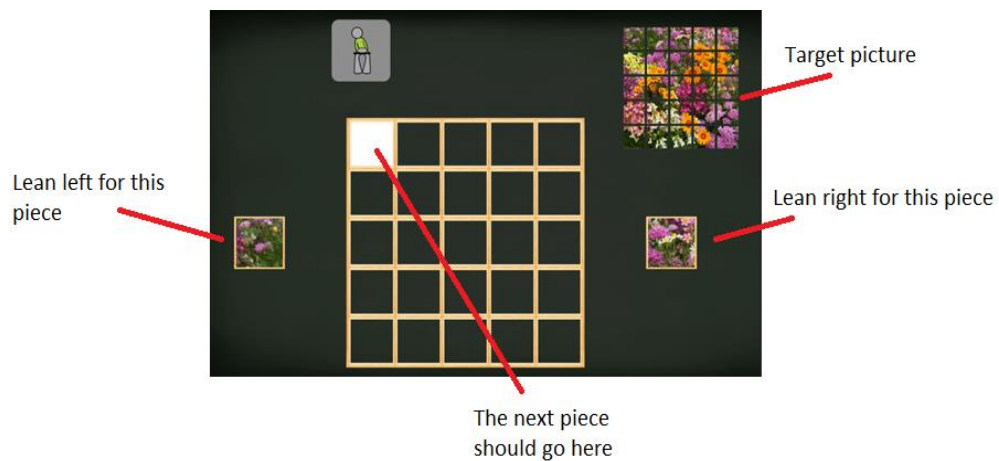 Target picture
Lean left for this
piece
Lean right for this piece
The next piece
should go here